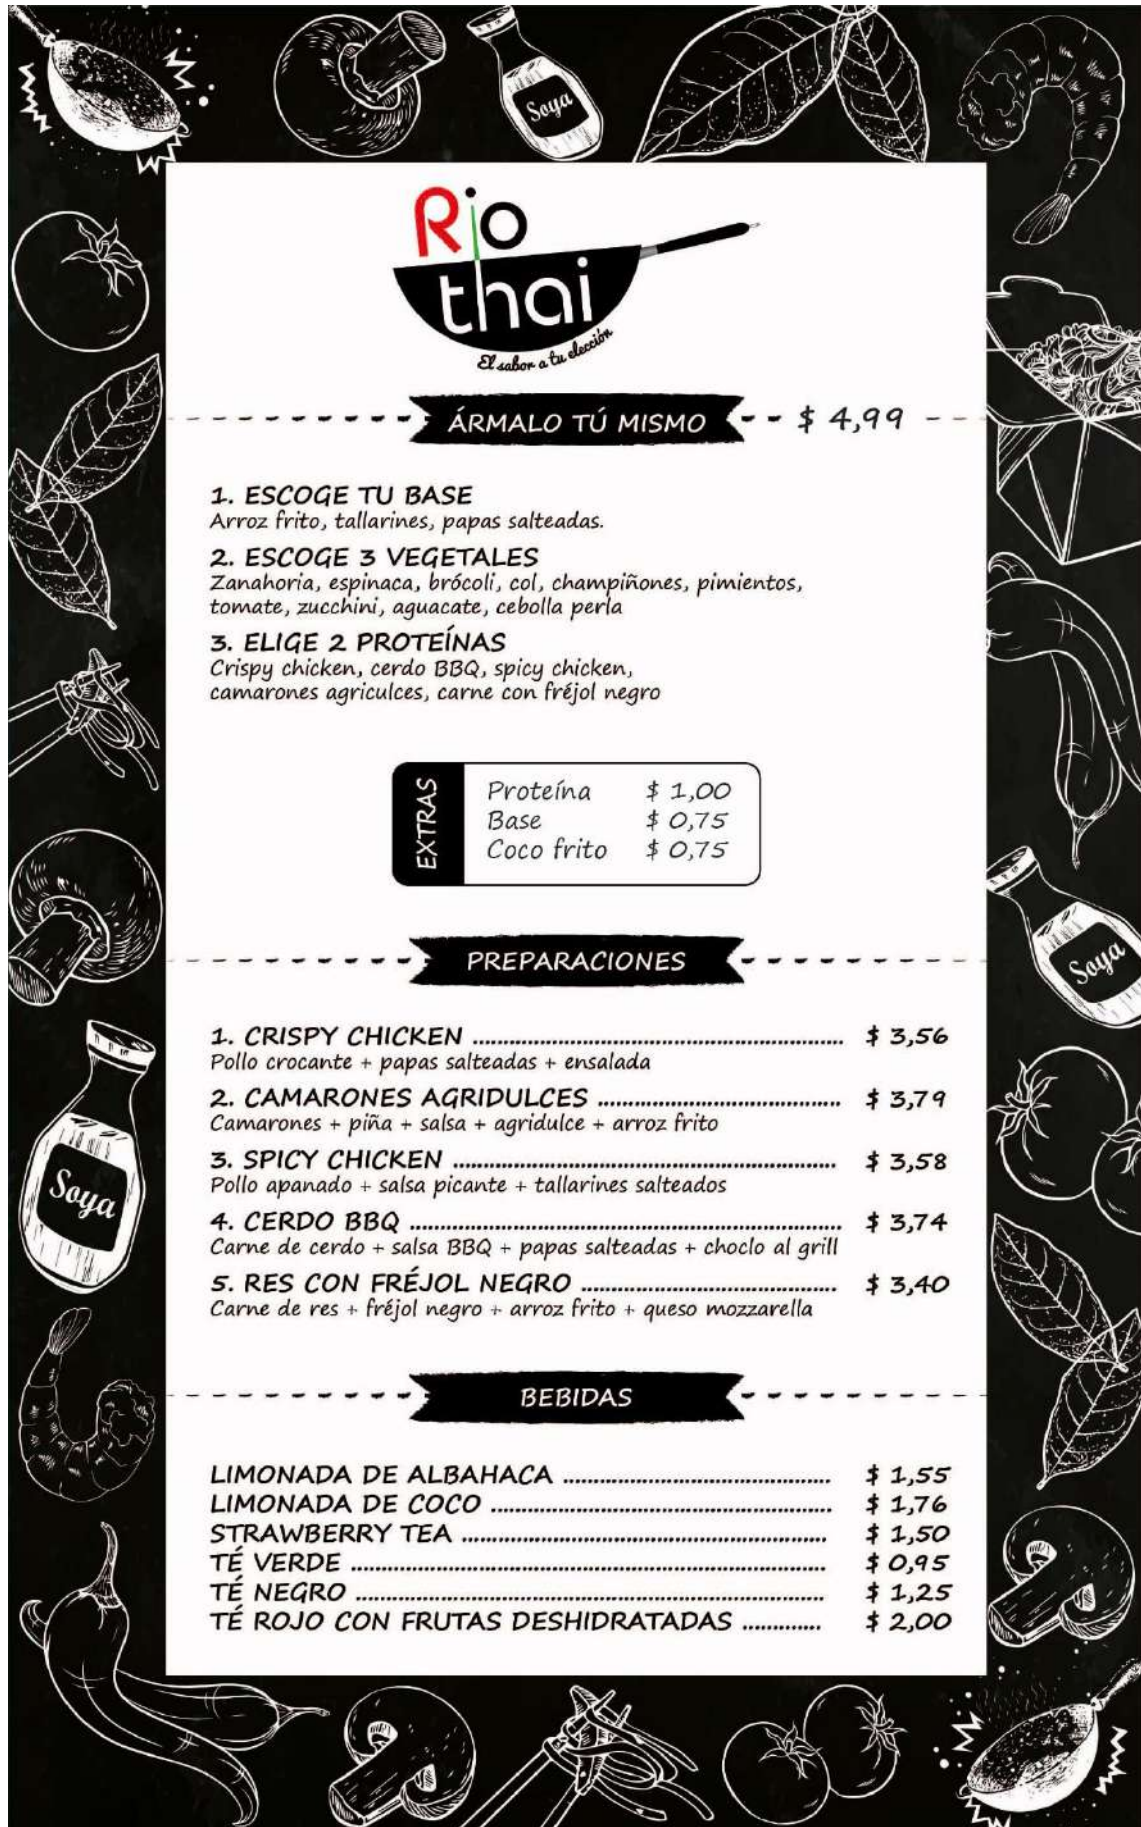 Soya
Rio
thai
El sabor a tu elección
ÁRMALO TÚ MISMO $ 4,99
1. ESCOGE TU BASE
Arroz frito, tallarines, papas salteadas.
2. ESCOGE 3 VEGETALES
Zanahoria, espinaca, brócoli, col, champiñones, pimientos,
tomate, zucchini, aguacate, cebolla perla
3. ELIGE 2 PROTEÍNAS
Crispy chicken, cerdo BBQ, spicy chicken,
camarones agriculces, carne con fréjol negro
EXTRAS
Proteína $ 1,00
Base $ 0,75
Coco frito $ 0,75
PREPARACIONES
Soya
1. CRISPY CHICKEN ............................................................. $ 3,56
Pollo crocante + papas salteadas + ensalada
2. CAMARONES AGRIDULCES ........................................ $ 3,79
Camarones + piña + salsa + agridulce + arroz frito
3. SPICY CHICKEN ............................................................... $ 3,58
Pollo apanado + salsa picante + tallarines salteados
Soya
4. CERDO BBQ ....................................................................... $ 3,74
Carne de cerdo + salsa BBQ + papas salteadas + choclo al grill
5. RES CON FRÉJOL NEGRO .......................................... $ 3,40
Carne de res + fréjol negro + arroz frito + queso mozzarella
BEBIDAS
LIMONADA DE ALBAHACA ............................................ $ 1,55
LIMONADA DE COCO ........................................................ $ 1,76
STRAWBERRY TEA ............................................................ $ 1,50
TÉ VERDE .............................................................................. $ 0,95
TÉ NEGRO ............................................................................. $ 1,25
TÉ ROJO CON FRUTAS DESHIDRATADAS ............. $ 2,00